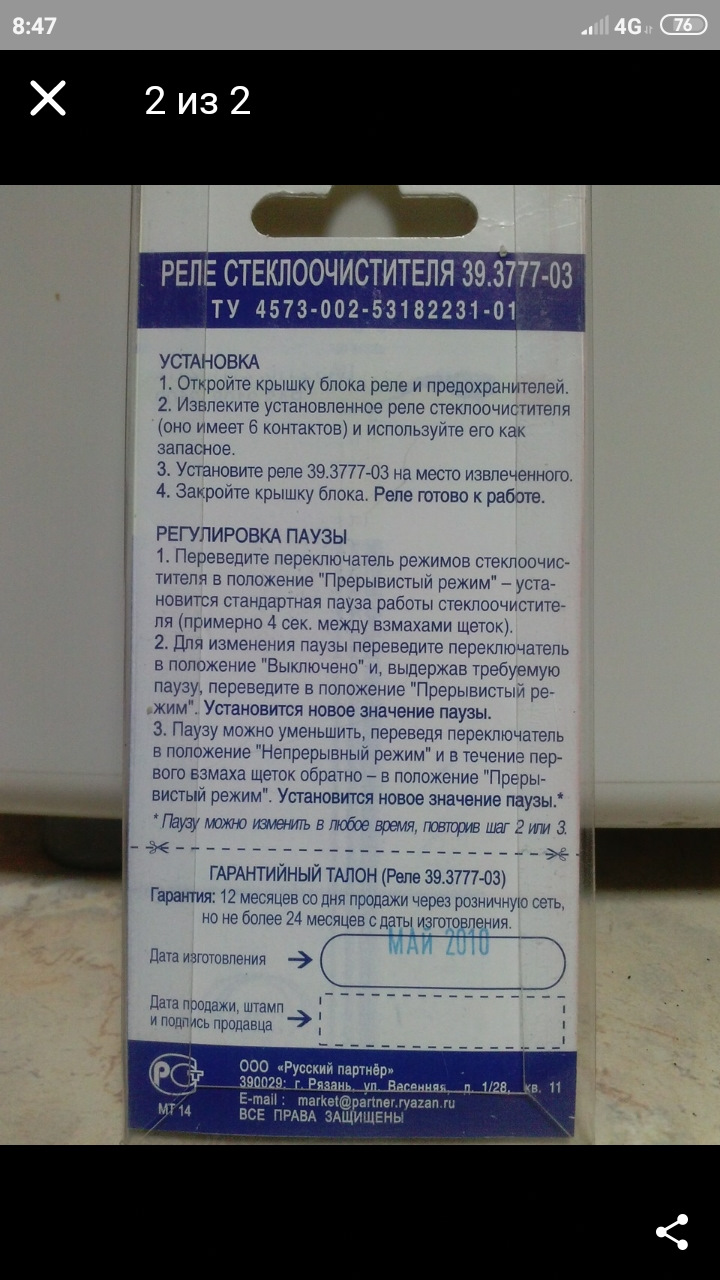 8:47
4G
76
2 из 2
РЕЛЕ СТЕКЛООЧИСТИТЕЛЯ 39.3777-03
ТУ 4573-002-53182231-01
УСТАНОВКА
1. Откройте крышку блока реле и предохранителей.
2. Извлеките установленное реле стеклоочистителя
(оно имеет 6 контактов) и используйте его как
запасное.
3. Установите реле 39.3777-03 на место извлеченного.
4. Закройте крышку блока. Реле готово к работе.
РЕГУЛИРОВКА ПАУЗЫ
1. Переведите переключатель режимов стеклоочис-
тителя в положение "Прерывистый режим" – уста-
новится стандартная пауза работы стеклоочистите-
ля (примерно 4 сек. между взмахами щеток).
2. Для изменения паузы переведите переключатель
в положение "Выключено" и, выдержав требуемую
паузу, переведите в положение "Прерывистый ре-
жим". Установится новое значение паузы.
3. Паузу можно уменьшить, переведя переключатель
в положение "Непрерывный режим" и в течение пер-
вого взмаха щеток обратно – в положение "Преры-
вистый режим". Установится новое значение паузы.*
* Паузу можно изменить в любое время, повторив шаг 2 или 3.
ГАРАНТИЙНЫЙ ТАЛОН (Реле 39.3777-03)
Гарантия: 12 месяцев со дня продажи через розничную сеть,
но не более 24 месяцев с даты изготовления.
МАЙ 2010
Дата изготовления
Дата продажи, штамп
и подпись продавца
РСТ
МТ 14
ООО «Русский партнёр»
390029; г. Рязань, ул. Весенняя, д. 1/28, кв. 11
E-mail : market@partner.ryazan.ru
ВСЕ ПРАВА ЗАЩИЩЕНЫ